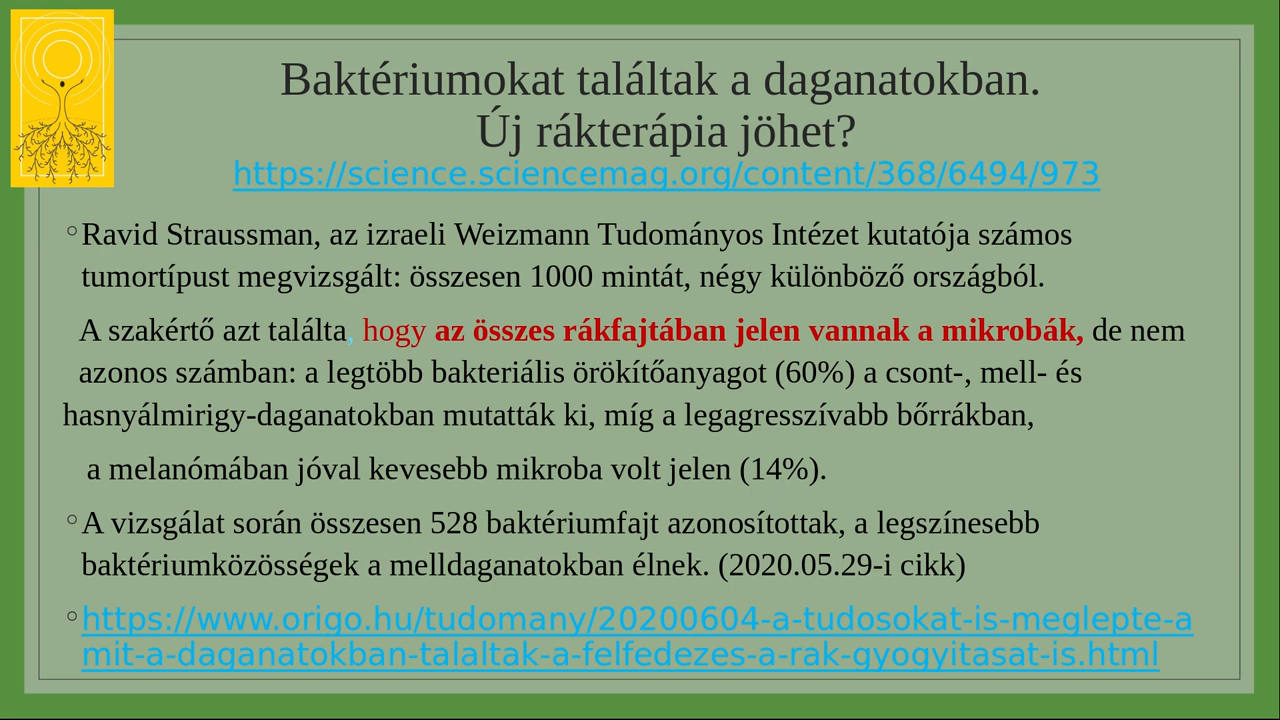 Baktériumokat találtak a daganatokban.
Új rákterápia jöhet?
https://science.sciencemag.org/content/368/6494/973
◦Ravid Straussman, az izraeli Weizmann Tudományos Intézet kutatója számos
tumortípust megvizsgált: összesen 1000 mintát, négy különböző országból.
A szakértő azt találta, hogy az összes rákfajtában jelen vannak a mikrobák, de nem
azonos számban: a legtöbb bakteriális örökítőanyagot (60%) a csont-, mell- és
hasnyálmirigy-daganatokban mutatták ki, míg a legagresszívabb bőrrákban,
a melanómában jóval kevesebb mikroba volt jelen (14%).
◦A vizsgálat során összesen 528 baktériumfajt azonosítottak, a legszínesebb
baktériumközösségek a melldaganatokban élnek. (2020.05.29-i cikk)
◦https://www.origo.hu/tudomany/20200604-a-tudosokat-is-meglepte-a
mit-a-daganatokban-talaltak-a-felfedezes-a-rak-gyogyitasat-is.html